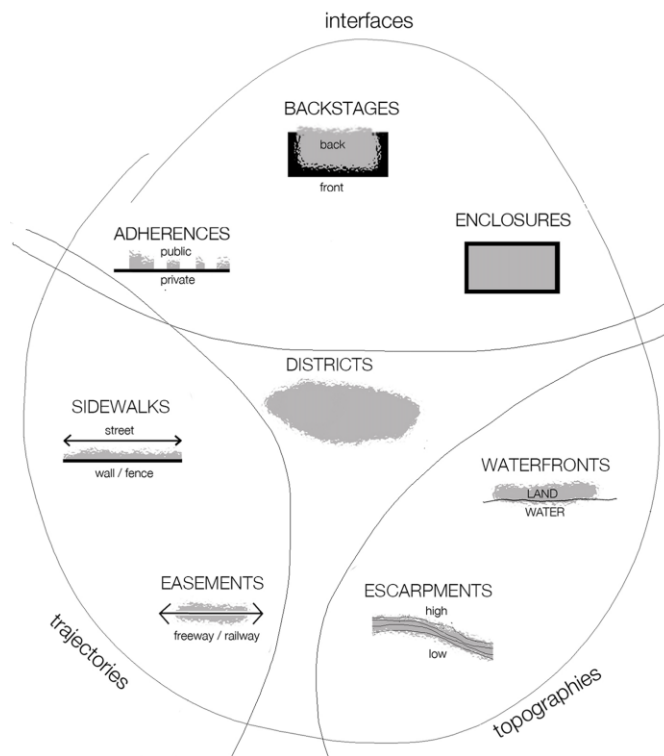 interfaces
BACKSTAGES
back
front
ADHERENCES
public
private
ENCLOSURES
DISTRICTS
SIDEWALKS
street
wall / fence
WATERFRONTS
LAND
WATER
EASEMENTS
freeway / railway
ESCARPMENTS
high
low
trajectories
topographies